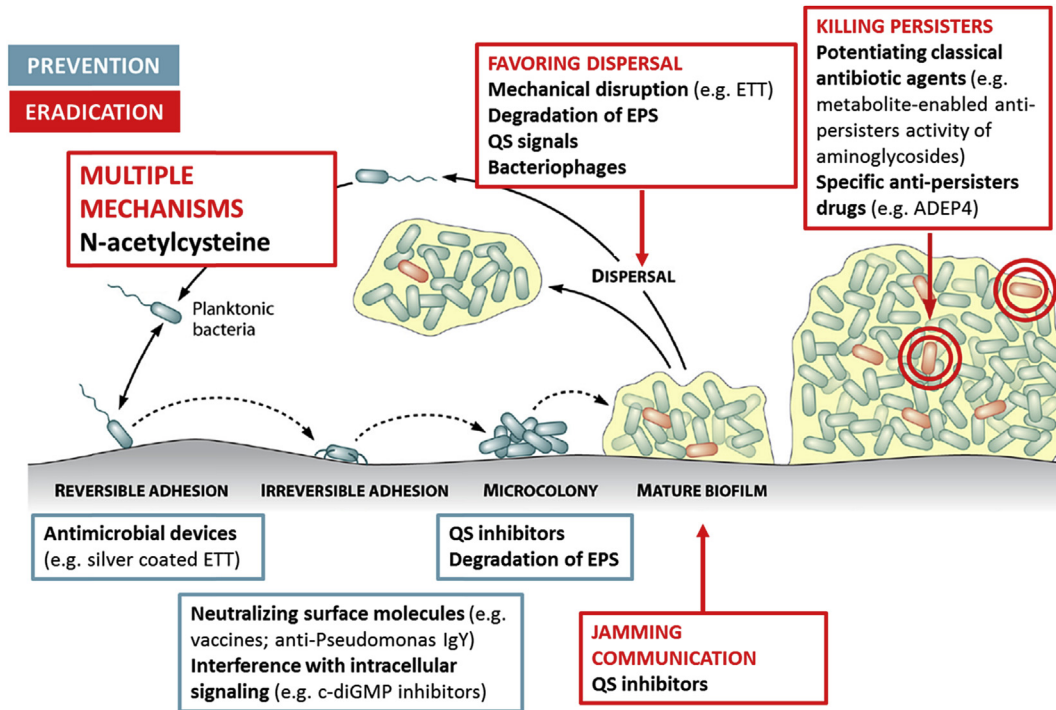 PREVENTION
ERADICATION
MULTIPLE
MECHANISMS
N-acetylcysteine
FAVORING DISPERSAL
Mechanical disruption (e.g. ETT)
Degradation of EPS
QS signals
Bacteriophages
KILLING PERSISTERS
Potentiating classical
antibiotic agents (e.g.
metabolite-enabled anti-
persisters activity of
aminoglycosides)
Specific anti-persisters
drugs (e.g. ADEP4)
DISPERSAL
Planktonic
bacteria
REVERSIBLE ADHESION
IRREVERSIBLE ADHESION
MICROCOLONY
MATURE BIOFILM
Antimicrobial devices
(e.g. silver coated ETT)
QS inhibitors
Degradation of EPS
Neutralizing surface molecules (e.g.
vaccines; anti-Pseudomonas IgY)
Interference with intracellular
signaling (e.g. c-diGMP inhibitors)
JAMMING
COMMUNICATION
QS inhibitors